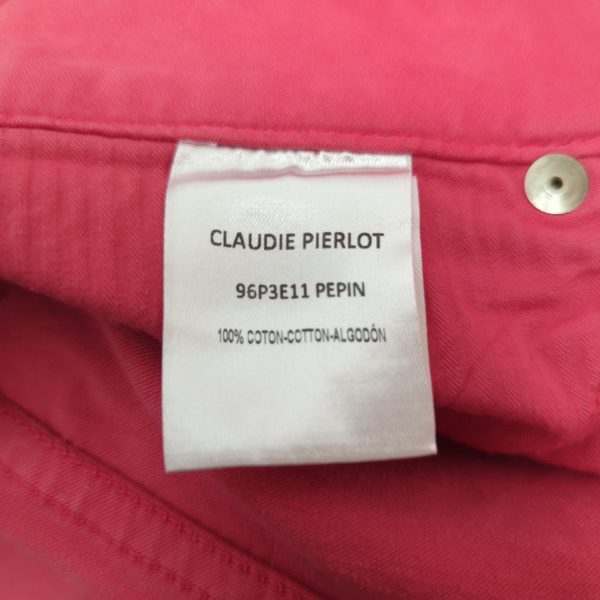 CLAUDIE PIERLOT
96P3E11 PEPIN
100% COTON-COTTON-ALGODÓN